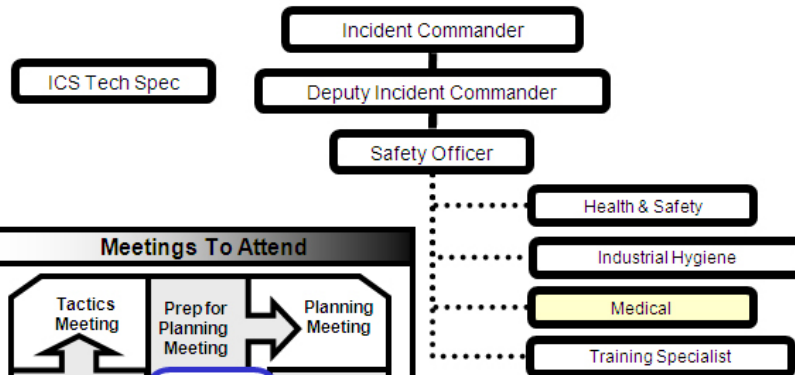 Incident Commander
ICS Tech Spec
Deputy Incident Commander
Safety Officer
Health & Safety
Industrial Hygiene
Medical
Training Specialist
Meetings To Attend
Tactics
Meeting
Prep for
Planning
Meeting
Planning
Meeting